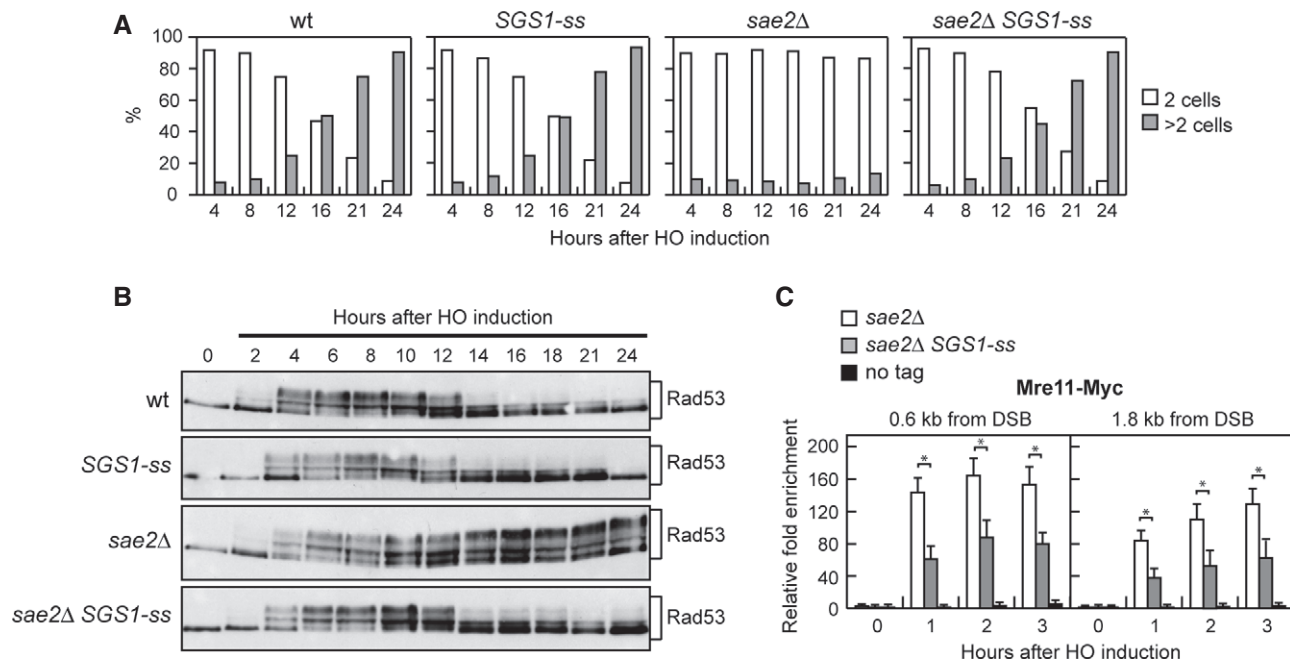 A
wt
SGS1-ss
sae2Δ
sae2Δ SGS1-ss
100
80
60
40
20
0
%
4 8 12 16 21 24
4 8 12 16 21 24
4 8 12 16 21 24
4 8 12 16 21 24
Hours after HO induction
2 cells
>2 cells
B
Hours after HO induction
0 2 4 6 8 10 12 14 16 18 21 24
wt Rad53
SGS1-ss Rad53
sae2Δ Rad53
sae2Δ SGS1-ss Rad53
C
sae2Δ
sae2Δ SGS1-ss
no tag
Mre11-Myc
0.6 kb from DSB 1.8 kb from DSB
Relative fold enrichment
200
160
120
80
40
0
* * * * * *
0 1 2 3 0 1 2 3
Hours after HO induction